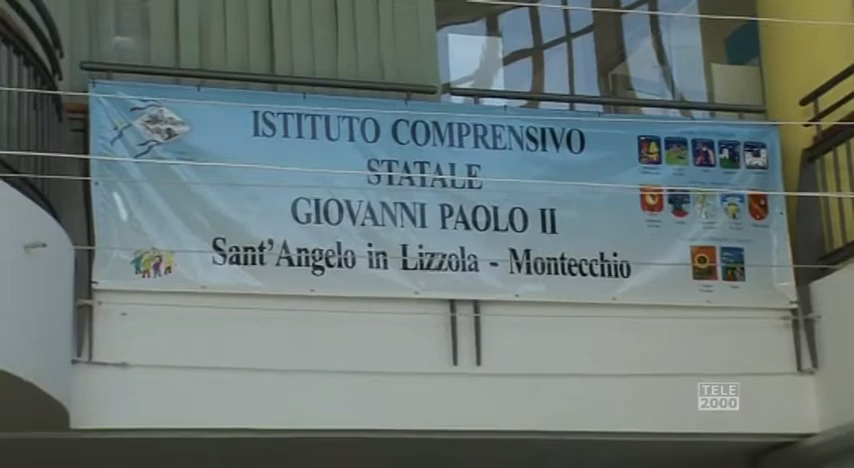 ISTITUTO COMPRENSIVO
STATALE
GIOVANNI PAOLO II
Sant'Angelo in Lizzola - Montecchio
TELE
2000